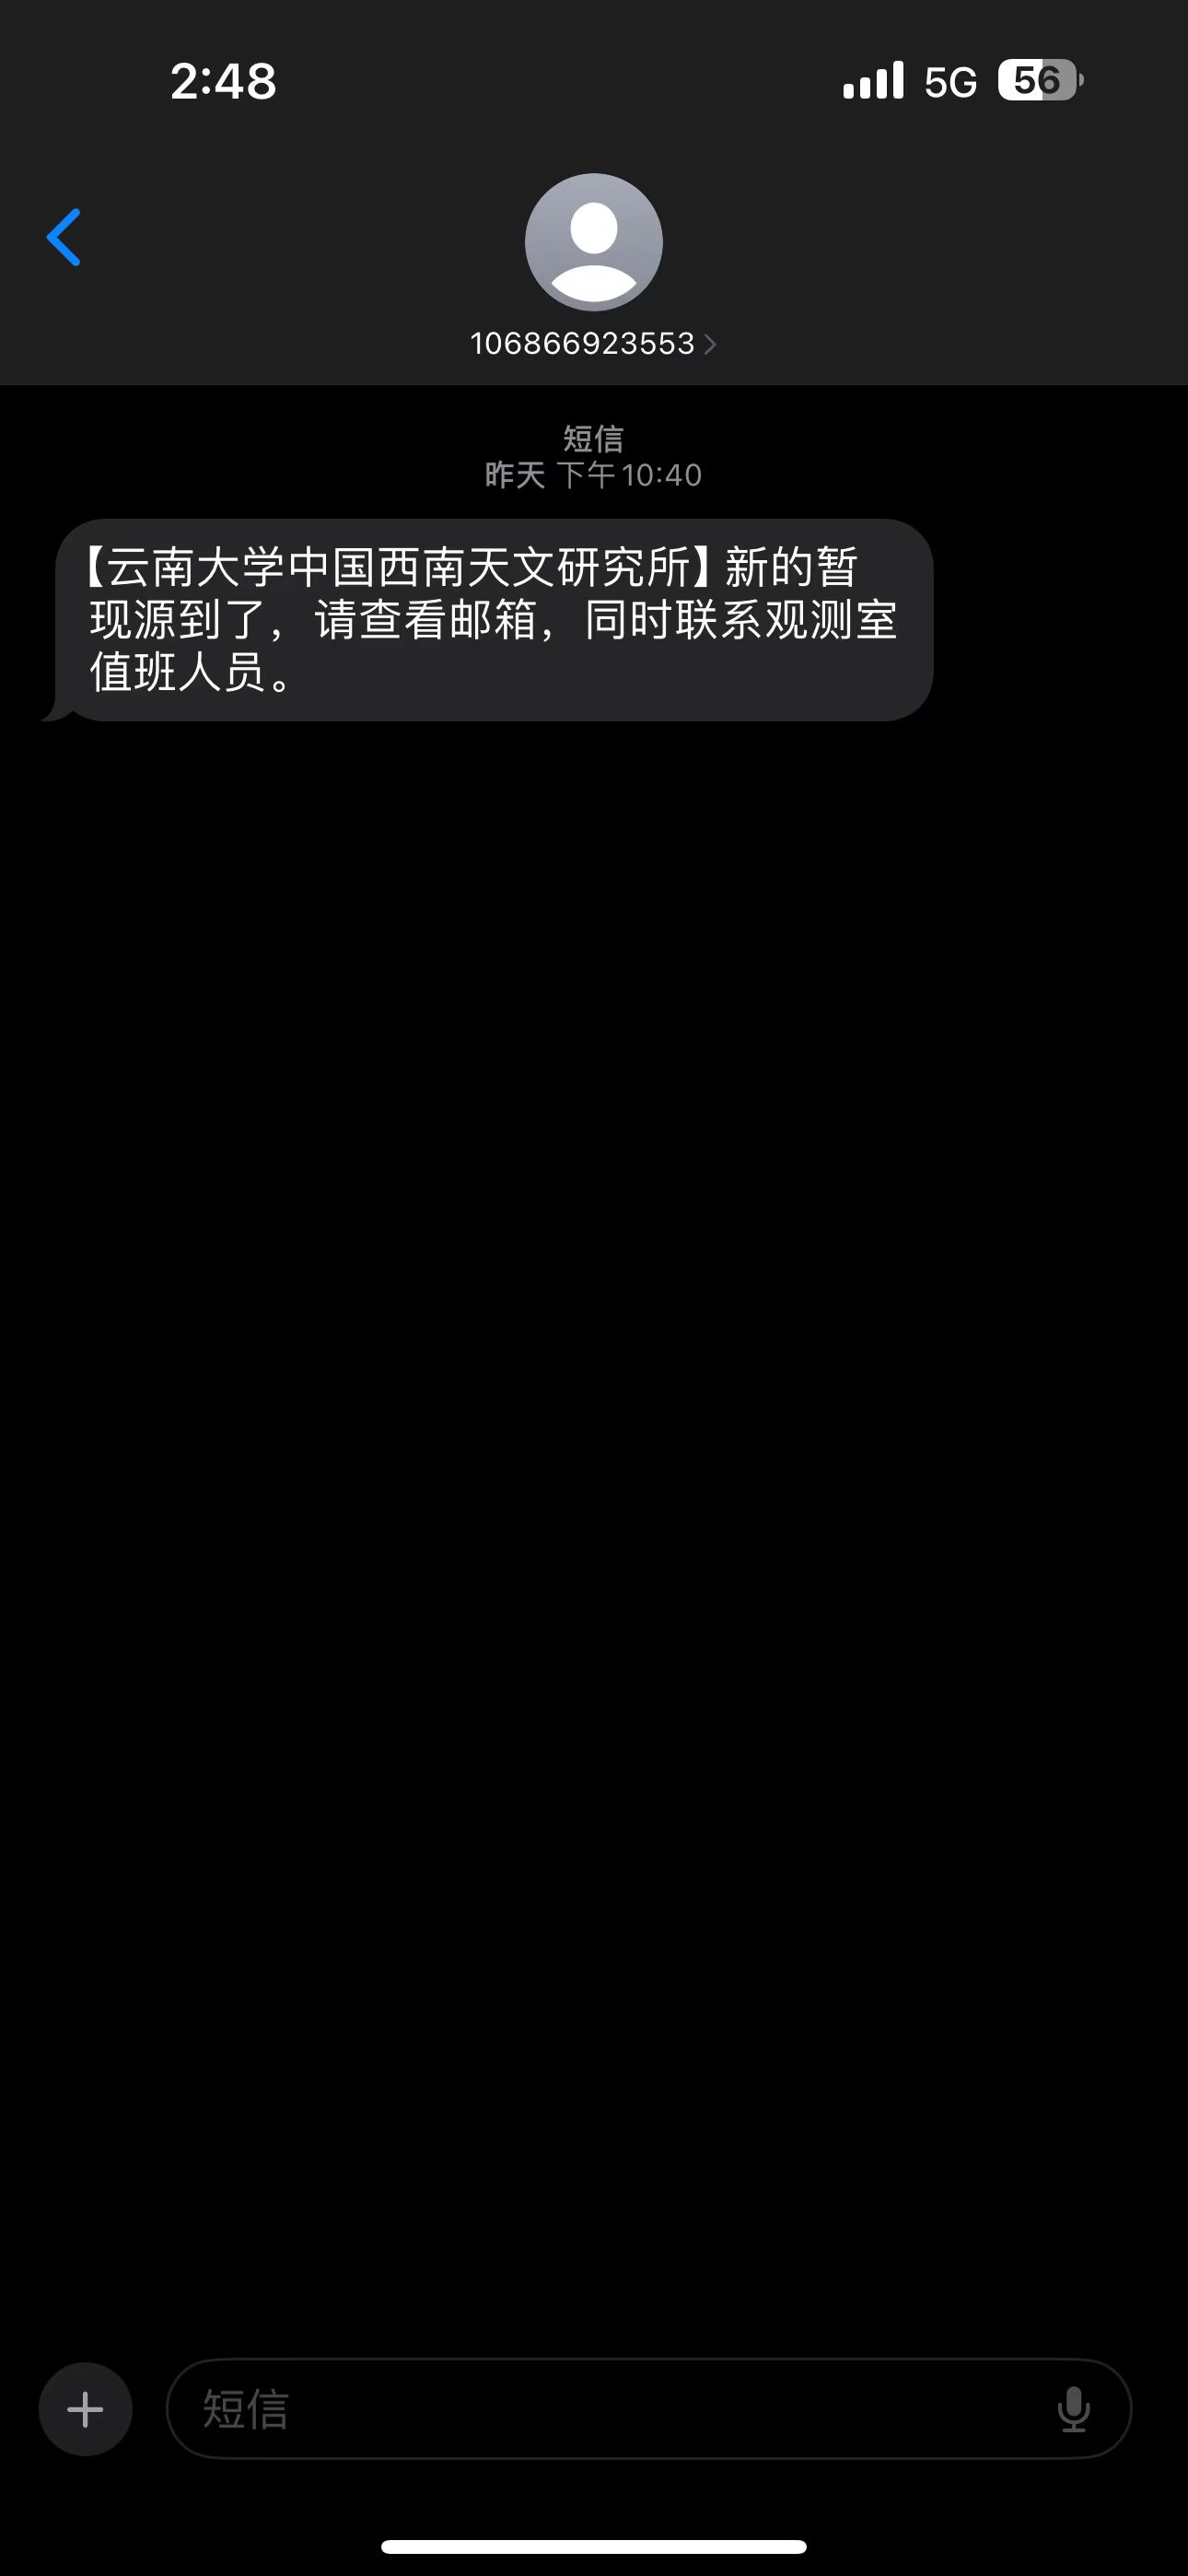 2:48 5G 56
106866923553
短信
昨天 下午10:40
【云南大学中国西南天文研究所】新的暂
现源到了，请查看邮箱，同时联系观测室
值班人员。
短信